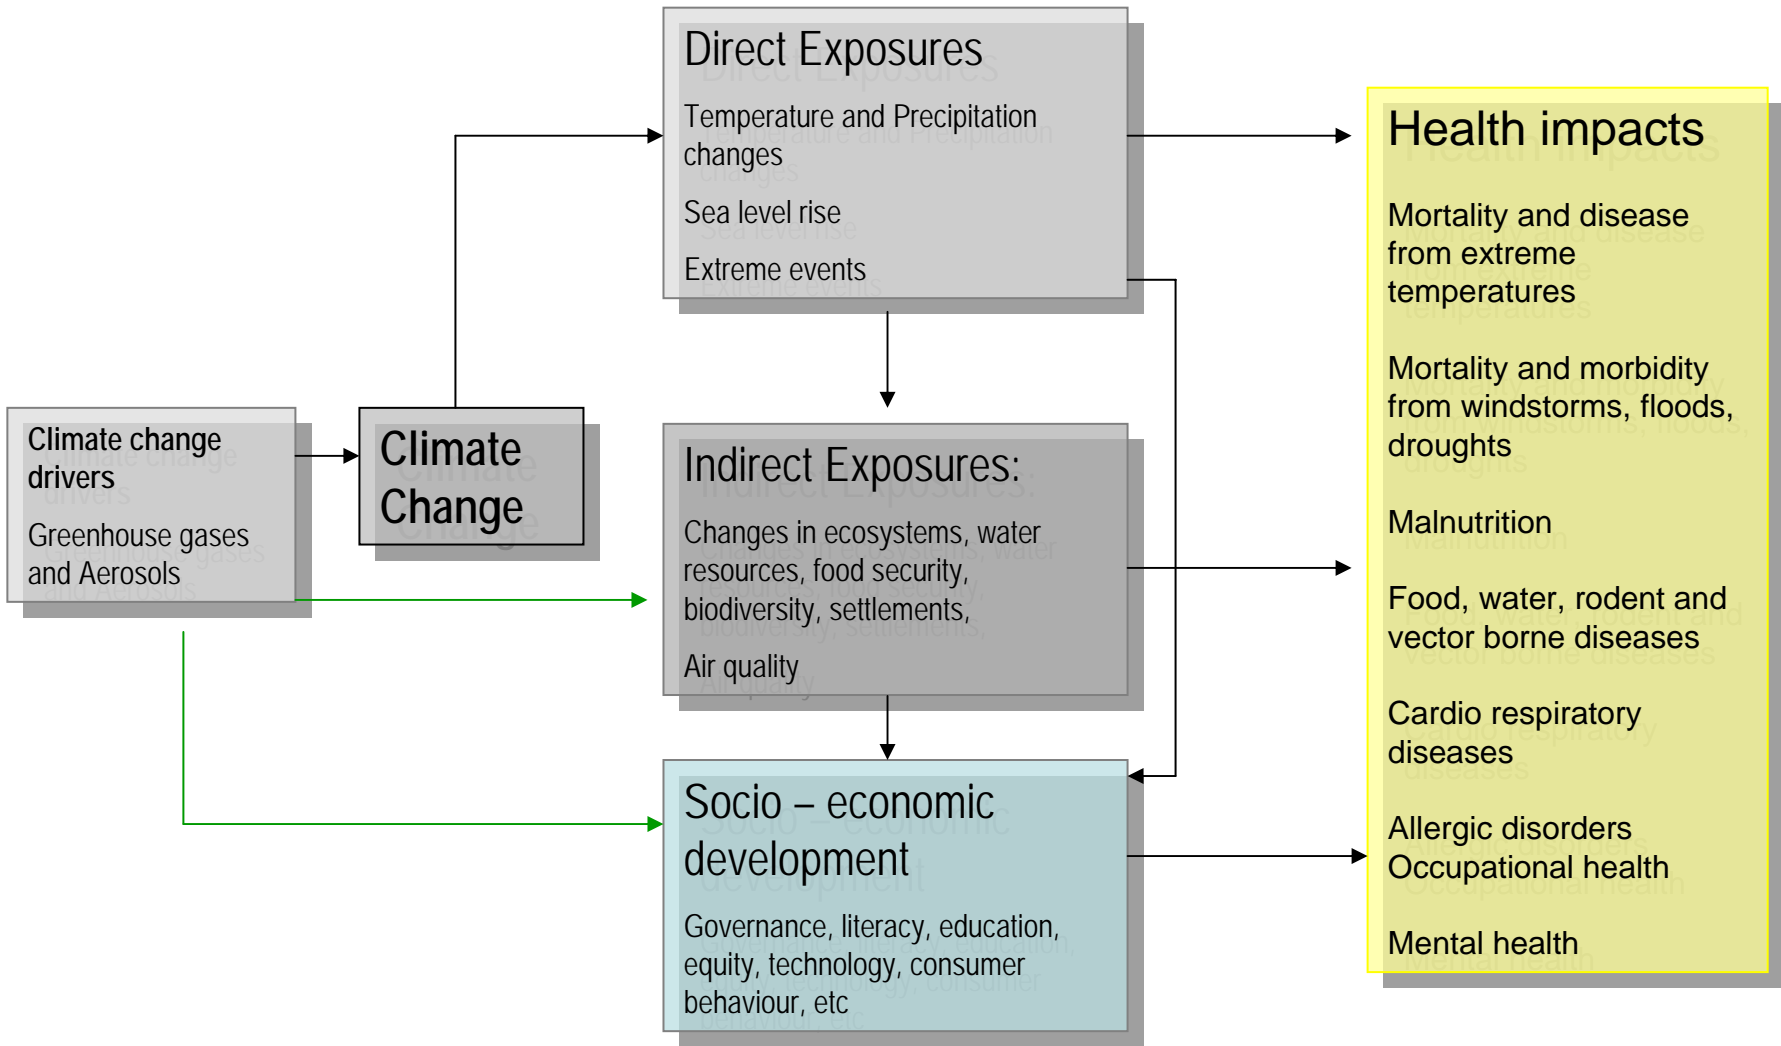 Direct Exposures
Temperature and Precipitation
changes
Sea level rise
Extreme events
Climate change
drivers
Greenhouse gases
and Aerosols
Climate
Change
Indirect Exposures:
Changes in ecosystems, water
resources, food security,
biodiversity, settlements,
Air quality
Socio – economic
development
Governance, literacy, education,
equity, technology, consumer
behaviour, etc
Health impacts
Mortality and disease
from extreme
temperatures
Mortality and morbidity
from windstorms, floods,
droughts
Malnutrition
Food, water, rodent and
vector borne diseases
Cardio respiratory
diseases
Allergic disorders
Occupational health
Mental health